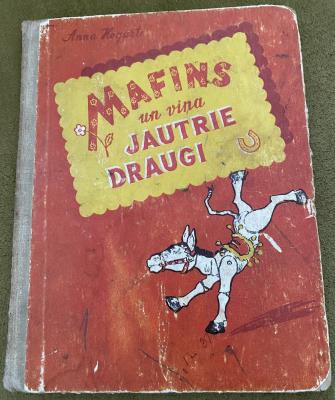 Anna Hogarte
MAFINS
un viņa
JAUTRIE
DRAUGI